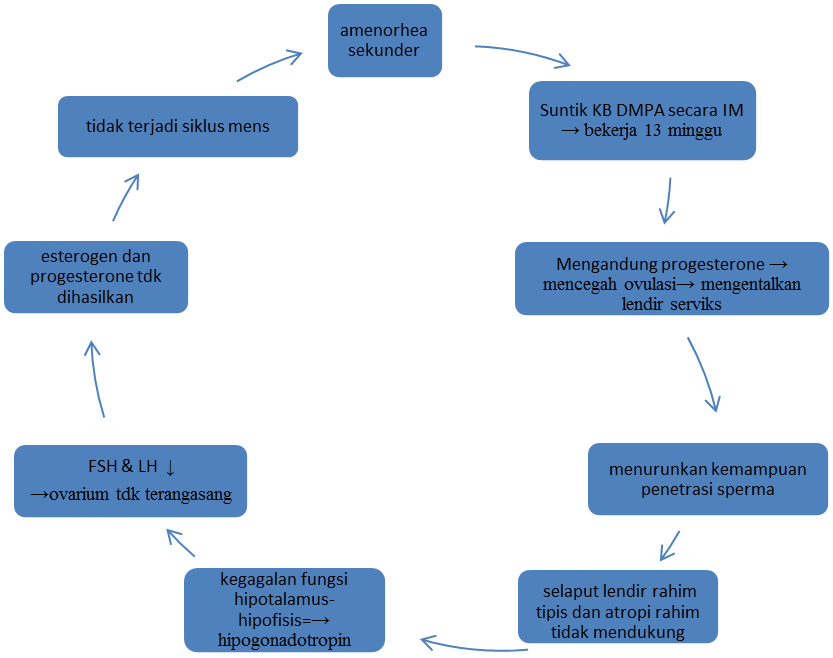 amenorhea
sekunder
Suntik KB DMPA secara IM
→ bekerja 13 minggu
Mengandung progesterone →
mencegah ovulasi→ mengentalkan
lendir serviks
menurunkan kemampuan
penetrasi sperma
selaput lendir rahim
tipis dan atropi rahim
tidak mendukung
kegagalan fungsi
hipotalamus-
hipofisis=→
hipogonadotropin
FSH & LH ↓
→ovarium tdk terangasang
esterogen dan
progesterone tdk
dihasilkan
tidak terjadi siklus mens